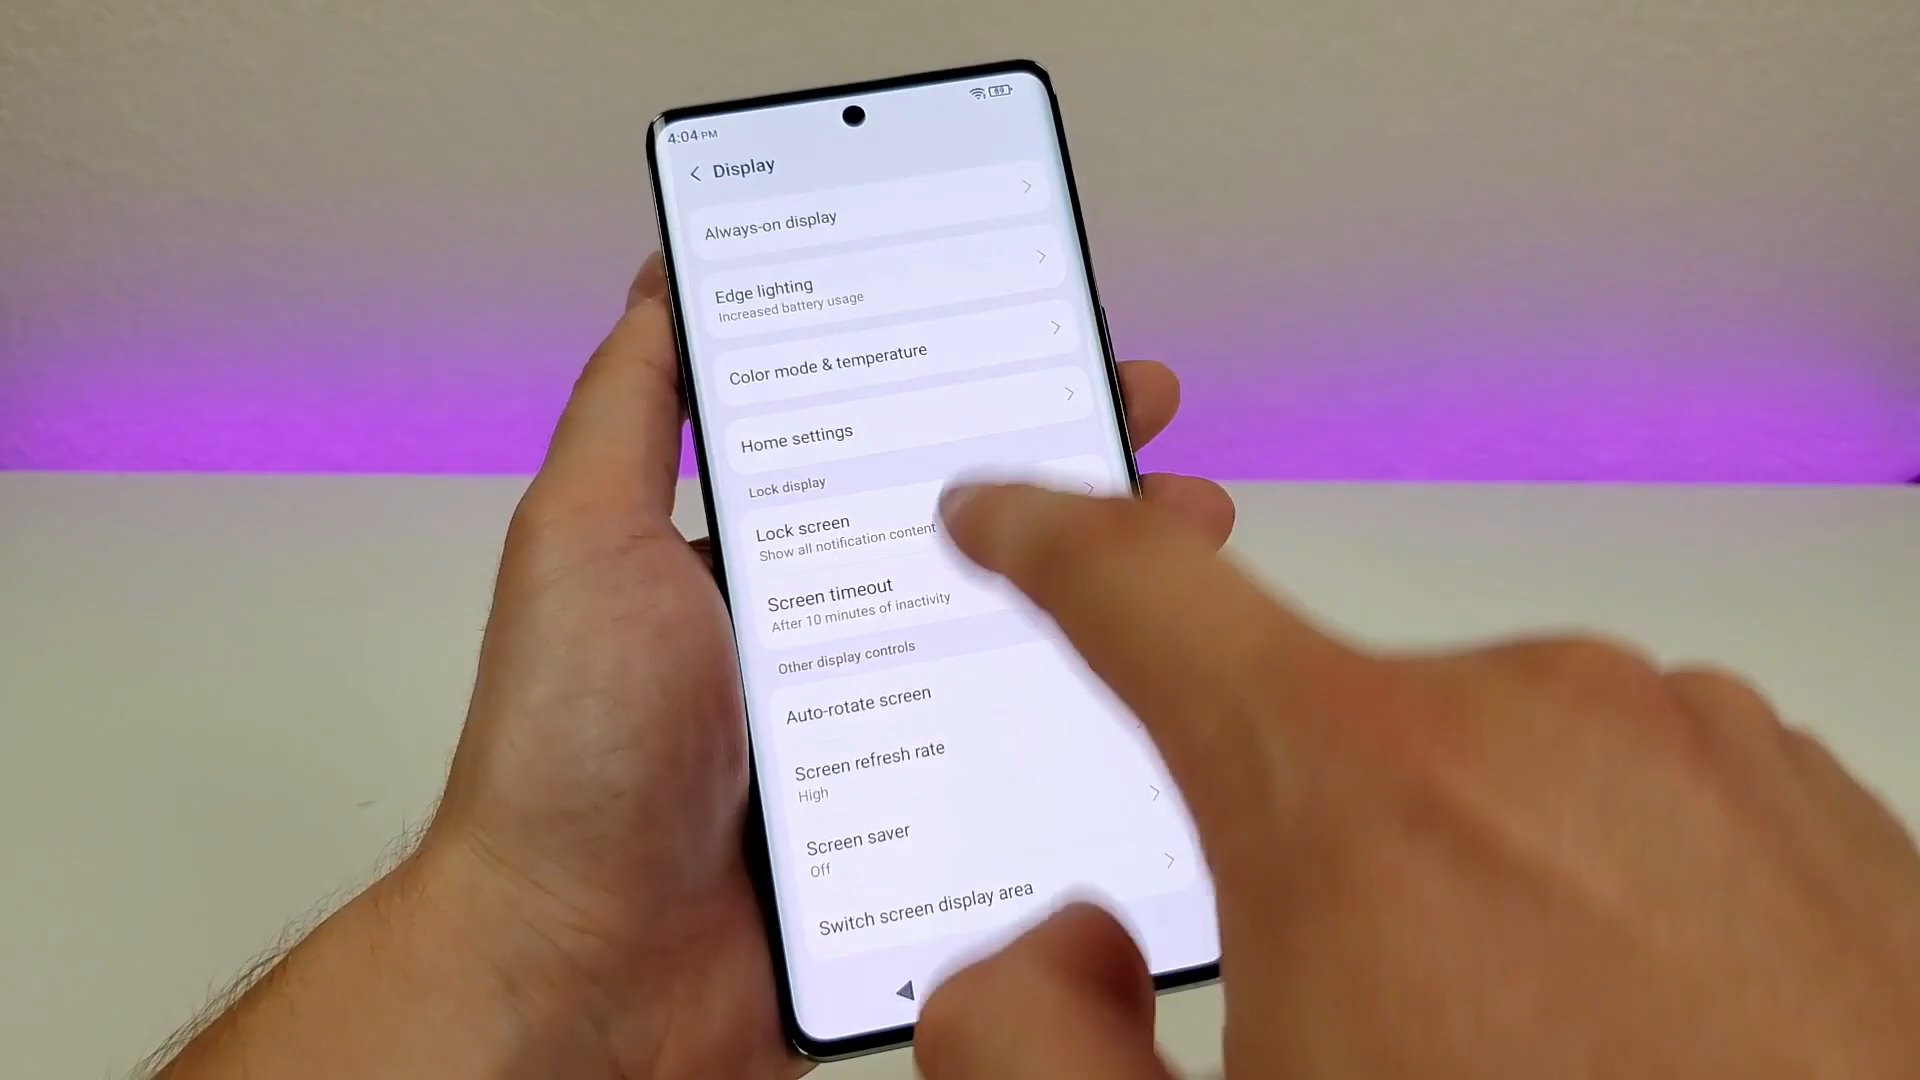 4:04 PM
89
Display
Always-on display
Edge lighting
Increased battery usage
Color mode & temperature
Home settings
Lock display
Lock screen
Show all notification content
Screen timeout
After 10 minutes of inactivity
Other display controls
Auto-rotate screen
Screen refresh rate
High
Screen saver
Off
Switch screen display area